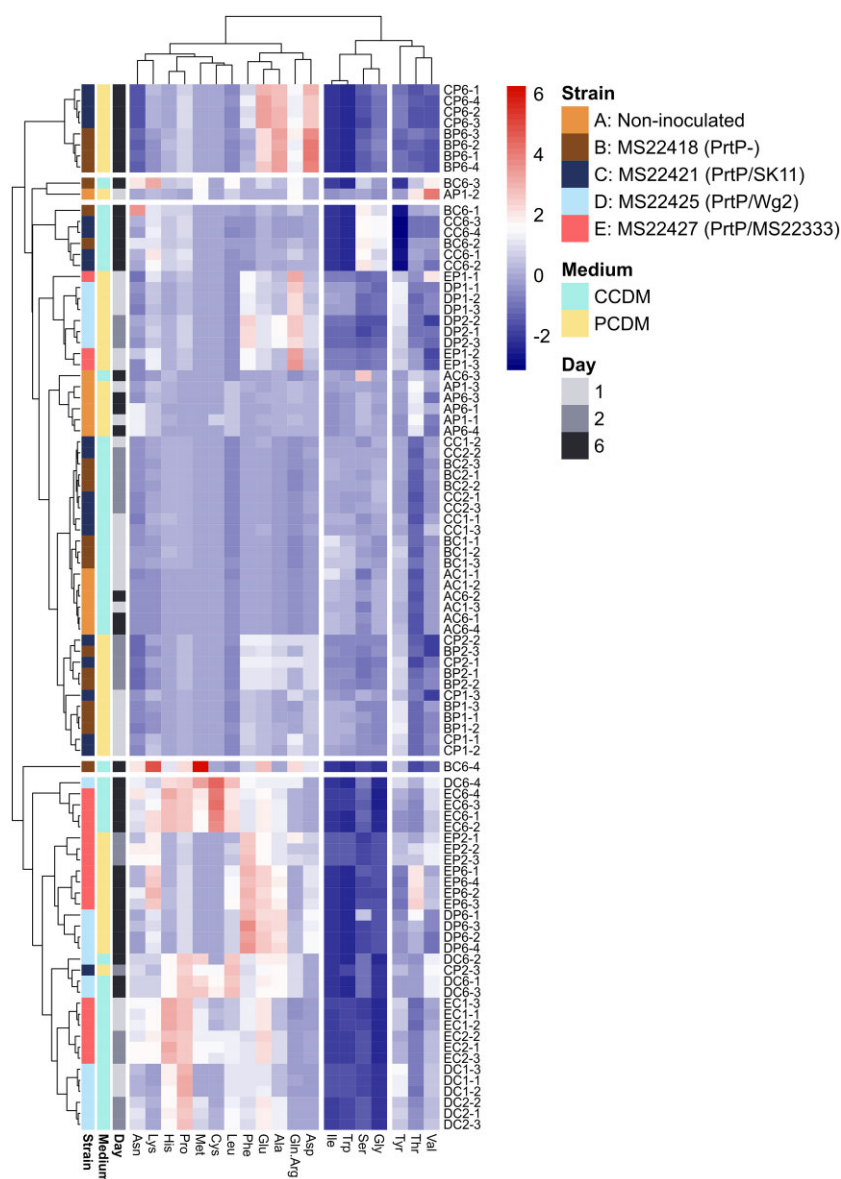 CP6-1
CP6-4
CP6-2
CP6-3
BP6-3
BP6-2
BP6-1
BP6-4
BC6-3
AP1-2
BC6-1
CC6-3
CC6-4
BC6-2
CC6-1
CC6-2
EP1-1
DP1-1
DP1-2
DP1-3
DP2-2
DP2-1
DP2-3
EP1-2
EP1-3
AC6-3
AP1-3
AP6-3
AP6-1
AP1-1
AP6-4
CC1-2
CC2-2
BC2-3
BC2-1
BC2-2
CC2-1
CC2-3
CC1-1
CC1-3
BC1-1
BC1-2
BC1-3
AC1-1
AC1-2
AC6-2
AC1-3
AC6-1
AC6-4
CP2-2
BP2-3
CP2-1
BP2-1
BP2-2
CP1-3
BP1-3
BP1-1
BP1-2
CP1-1
CP1-2
BC6-4
DC6-4
EC6-4
EC6-3
EC6-1
EC6-2
EP2-1
EP2-2
EP2-3
EP6-1
EP6-4
EP6-2
EP6-3
DP6-1
DP6-3
DP6-2
DP6-4
DC6-2
CP2-3
DC6-1
DC6-3
EC1-3
EC1-1
EC1-2
EC2-2
EC2-1
EC2-3
DC1-3
DC1-1
DC1-2
DC2-2
DC2-1
DC2-3
Strain
Medium
Day
Asn
Lys
His
Pro
Met
Cys
Leu
Phe
Glu
Ala
Gln.Arg
Asp
Ile
Trp
Ser
Gly
Tyr
Thr
Val
6
4
2
0
-2
Strain
A: Non-inoculated
B: MS22418 (PrtP-)
C: MS22421 (PrtP/SK11)
D: MS22425 (PrtP/Wg2)
E: MS22427 (PrtP/MS22333)
Medium
CCDM
PCDM
Day
1
2
6